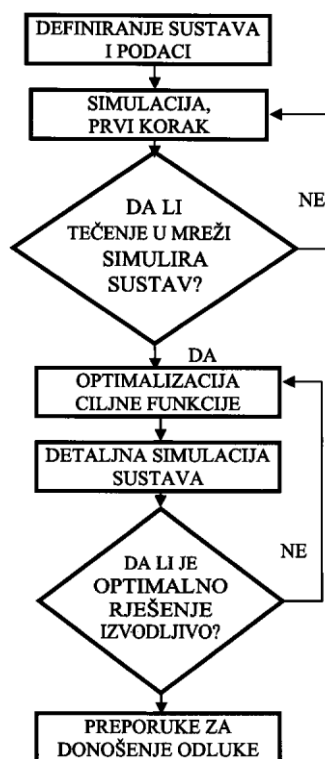 DEFINIRANJE SUSTAVA
I PODACI
SIMULACIJA,
PRVI KORAK
NE
DA LI
TEČENJE U MREŽI
SIMULIRA
SUSTAV?
DA
OPTIMALIZACIJA
CILJNE FUNKCIJE
DETALJNA SIMULACIJA
SUSTAVA
NE
DA LI JE
OPTIMALNO
RJEŠENJE
IZVODLJIVO?
PREPORUKE ZA
DONOŠENJE ODLUKE